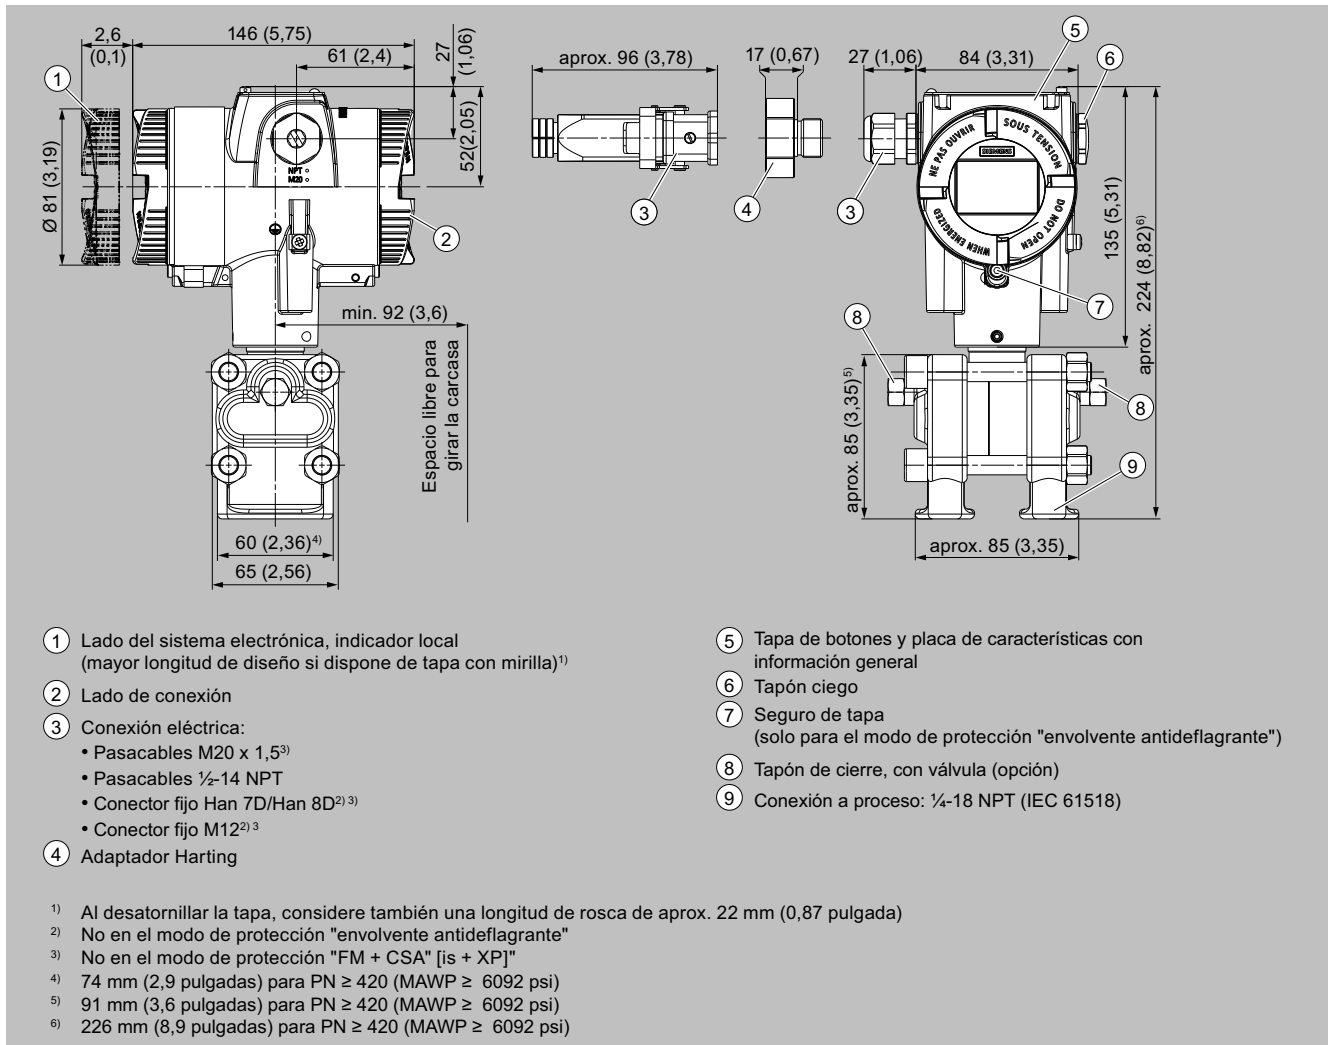 2,6
(0,1)
146 (5,75)
61 (2,4)
27
(1,06)
52(2,05)
aprox. 96 (3,78)
17 (0,67)
27 (1,06)
84 (3,31)
5
6
1
Ø 81 (3,19)
NPT
M20
2
3
4
3
NE PAS OUVRIR
SOUS TENSION
SIEMENS
WHEN ENERGIZED
DO NOT OPEN
135 (5,31)
aprox. 224 (8,82)6)
7
min. 92 (3,6)
8
8
Espacio libre para
girar la carcasa
aprox. 85 (3,35)5)
9
60 (2,36)4)
65 (2,56)
aprox. 85 (3,35)
1 Lado del sistema electrónica, indicador local
(mayor longitud de diseño si dispone de tapa con mirilla)1)
2 Lado de conexión
3 Conexión eléctrica:
• Pasacables M20 x 1,53)
• Pasacables ½-14 NPT
• Conector fijo Han 7D/Han 8D2) 3)
• Conector fijo M122) 3
4 Adaptador Harting
5 Tapa de botones y placa de características con
información general
6 Tapón ciego
7 Seguro de tapa
(solo para el modo de protección "envolvente antideflagrante")
8 Tapón de cierre, con válvula (opción)
9 Conexión a proceso: ¼-18 NPT (IEC 61518)
1) Al desatornillar la tapa, considere también una longitud de rosca de aprox. 22 mm (0,87 pulgada)
2) No en el modo de protección "envolvente antideflagrante"
3) No en el modo de protección "FM + CSA" [is + XP]"
4) 74 mm (2,9 pulgadas) para PN ≥ 420 (MAWP ≥ 6092 psi)
5) 91 mm (3,6 pulgadas) para PN ≥ 420 (MAWP ≥ 6092 psi)
6) 226 mm (8,9 pulgadas) para PN ≥ 420 (MAWP ≥ 6092 psi)